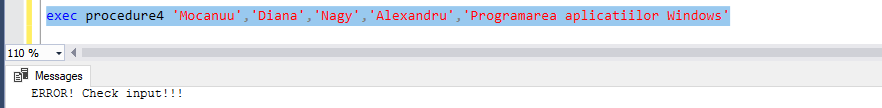 exec procedure4 'Mocanuu','Diana','Nagy','Alexandru','Programarea aplicatiilor Windows'
110 %
Messages
ERROR! Check input!!!